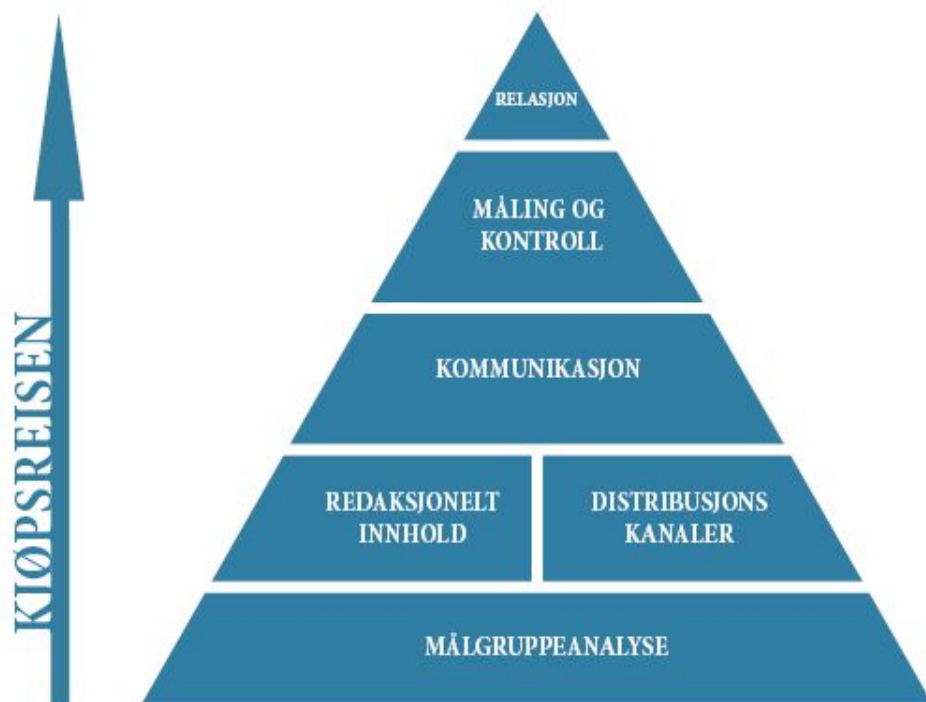 RELASJON
MÅLING OG
KONTROLL
KOMMUNIKASJON
REDAKSJONELT
INNHOLD
DISTRIBUSJONS
KANALER
MÅLGRUPPEANALYSE
KJØPSREISEN